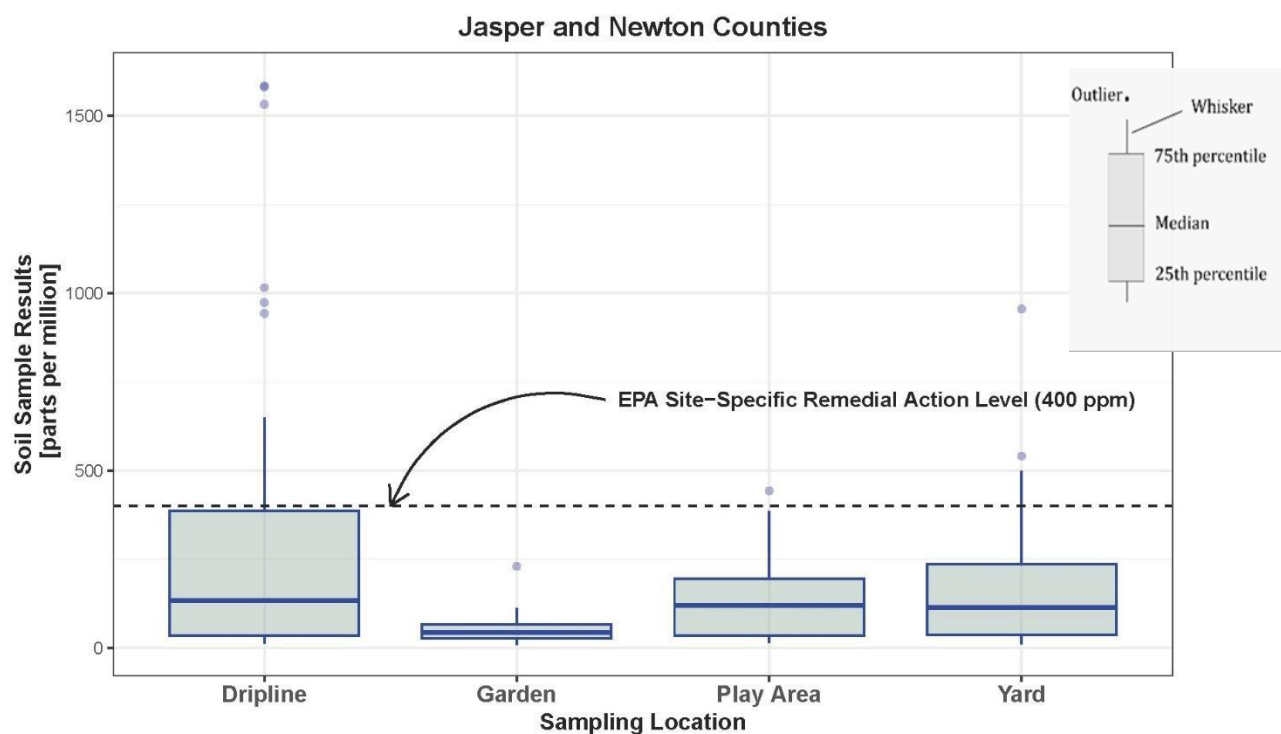 Jasper and Newton Counties
Outlier.
Whisker
75th percentile
Median
25th percentile
1500
1000
500
0
Soil Sample Results
[parts per million]
EPA Site−Specific Remedial Action Level (400 ppm)
Dripline
Garden
Play Area
Yard
Sampling Location